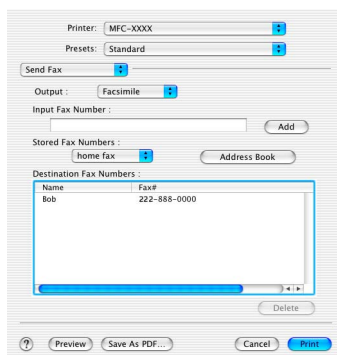 Printer: MFC-XXXX
Presets: Standard
Send Fax
Output : Facsimile
Input Fax Number :
Add
Stored Fax Numbers :
home fax Address Book
Destination Fax Numbers :
Name Fax#
Bob 222-888-0000
Delete
? Preview Save As PDF... Cancel Print